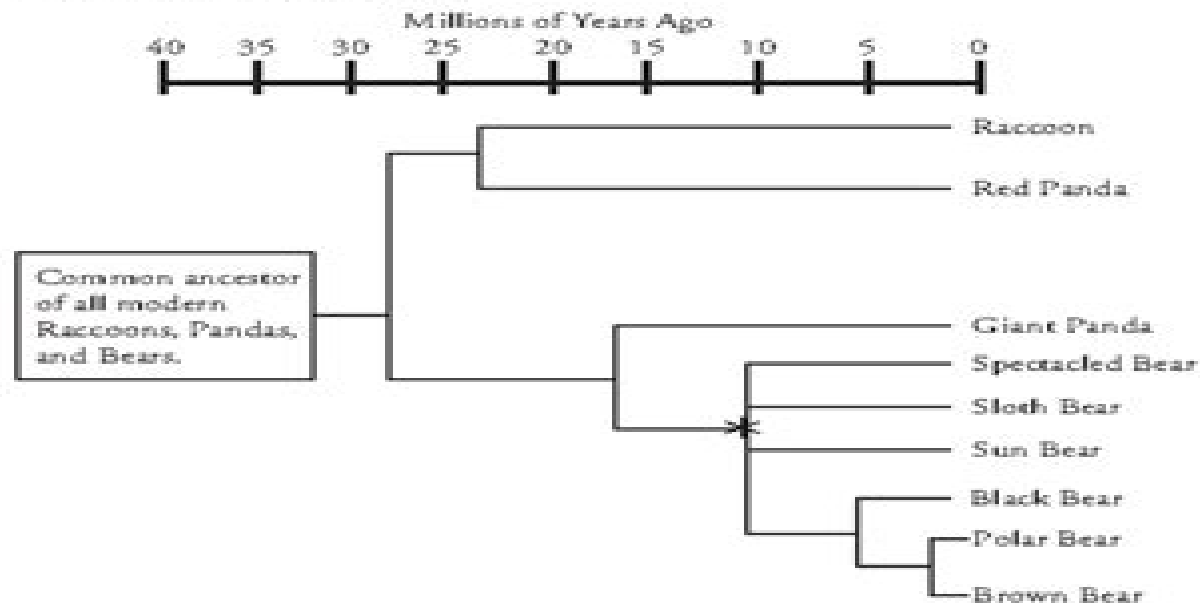 Millions of Years Ago
40 35 30 25 20 15 10 5 0
Raccoon
Red Panda
Common ancestor
of all modern
Raccoons, Pandas,
and Bears.
Giant Panda
Spectacled Bear
Sloth Bear
Sun Bear
Black Bear
Polar Bear
Brown Bear